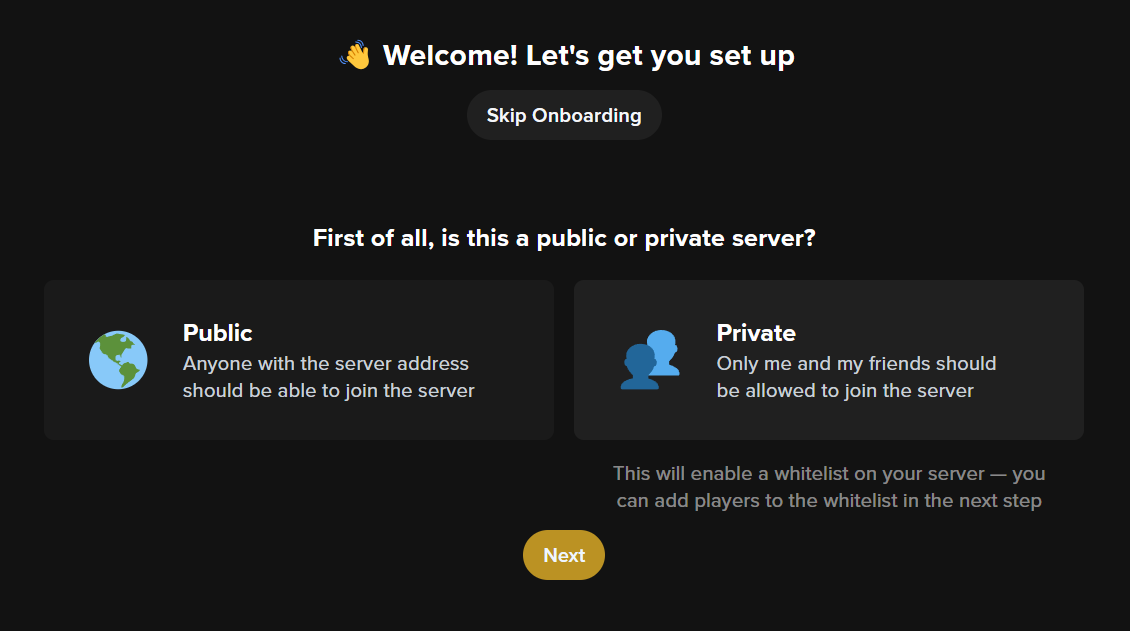 👋 Welcome! Let's get you set up
Skip Onboarding
First of all, is this a public or private server?
Public
Anyone with the server address
should be able to join the server
Private
Only me and my friends should
be allowed to join the server
This will enable a whitelist on your server — you
can add players to the whitelist in the next step
Next